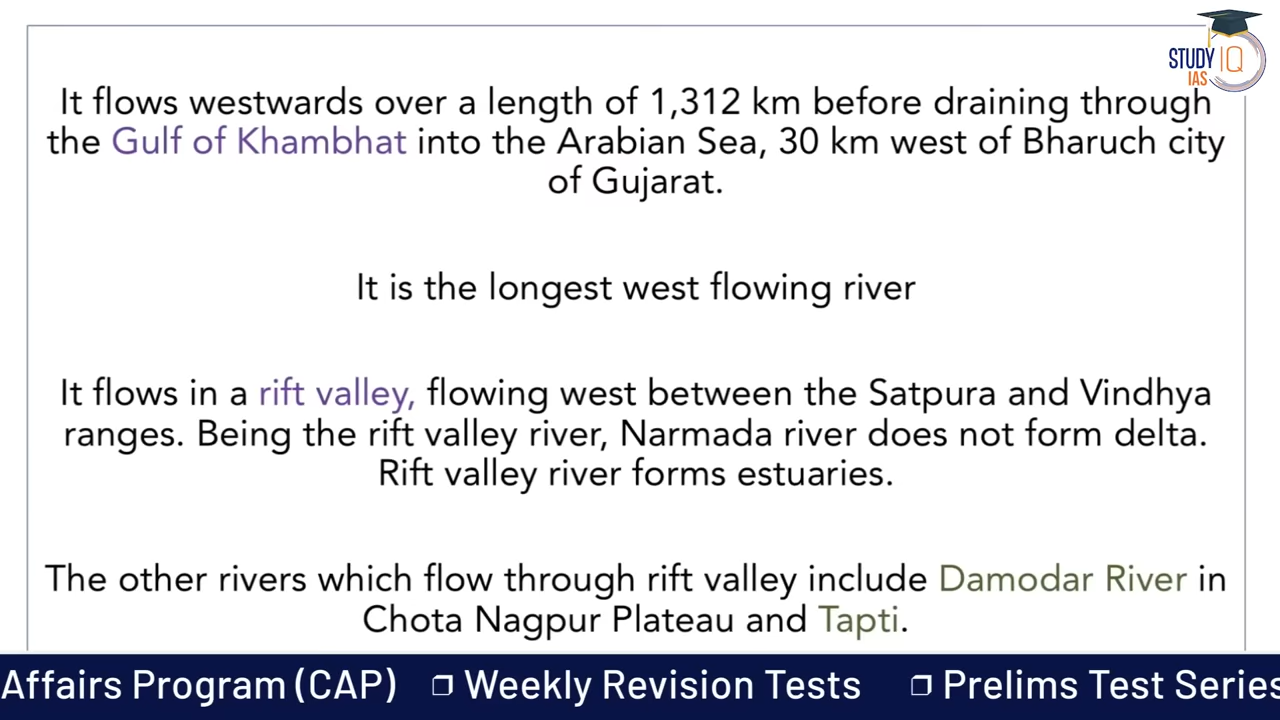 STUDY IQ
IAS
It flows westwards over a length of 1,312 km before draining through
the Gulf of Khambhat into the Arabian Sea, 30 km west of Bharuch city
of Gujarat.
It is the longest west flowing river
It flows in a rift valley, flowing west between the Satpura and Vindhya
ranges. Being the rift valley river, Narmada river does not form delta.
Rift valley river forms estuaries.
The other rivers which flow through rift valley include Damodar River in
Chota Nagpur Plateau and Tapti.
Affairs Program (CAP) ❐ Weekly Revision Tests ❐ Prelims Test Series